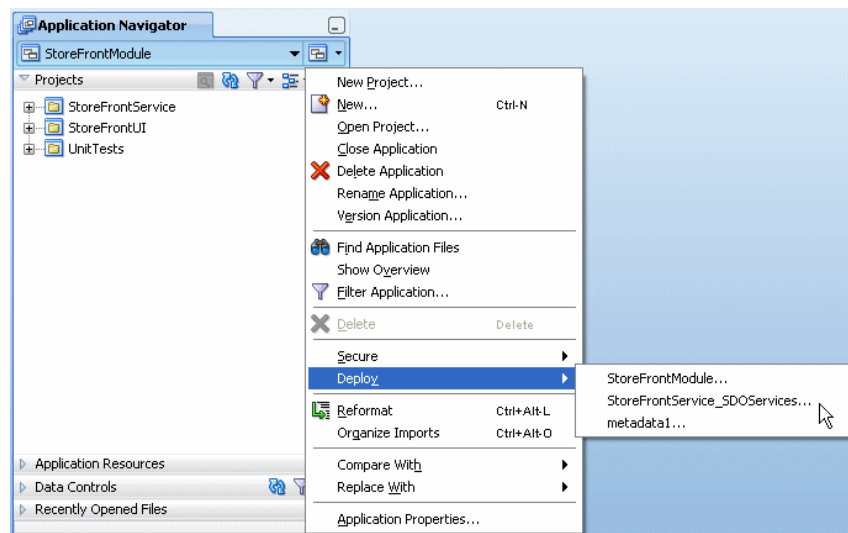 Application Navigator
StoreFrontModule
Projects
StoreFrontService
StoreFrontUI
UnitTests
Application Resources
Data Controls
Recently Opened Files
New Project...
New... Ctrl-N
Open Project...
Close Application
Delete Application
Rename Application...
Version Application...
Find Application Files
Show Overview
Filter Application...
Delete Delete
Secure
Deploy
Reformat Ctrl+Alt-L
Organize Imports Ctrl+Alt-O
Compare With
Replace With
Application Properties...
StoreFrontModule...
StoreFrontService_SDOServices...
metadata1...